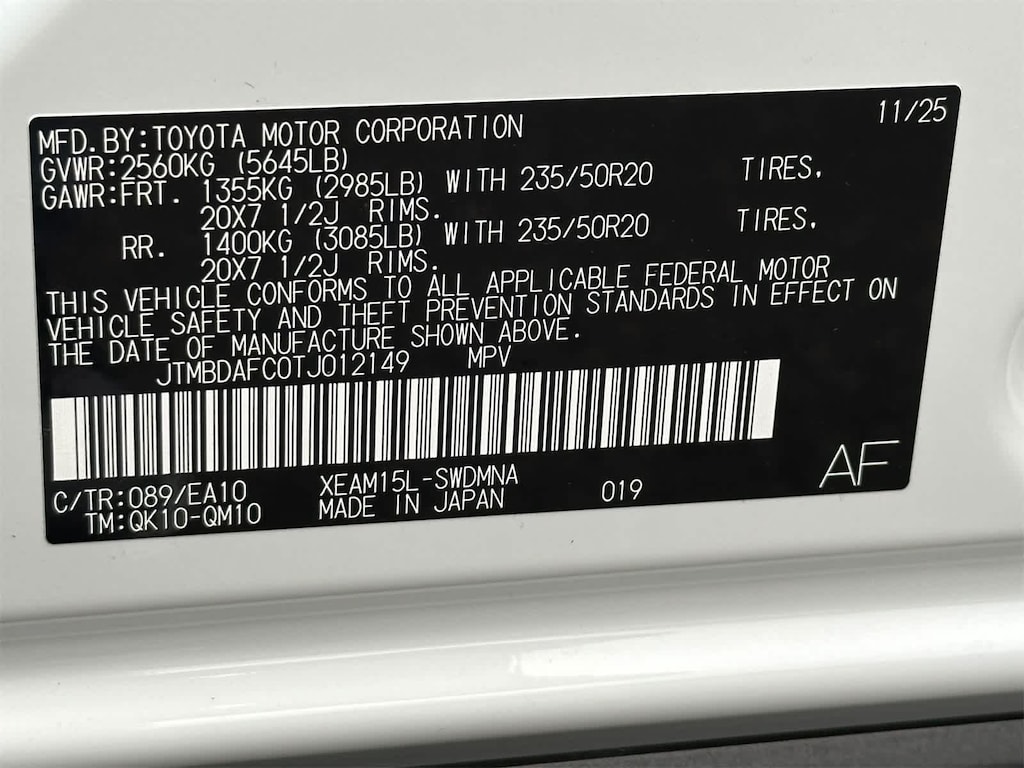 11/25
MFD.BY:TOYOTA MOTOR CORPORATION
GVWR:2560KG (5645LB)
GAWR:FRT. 1355KG (2985LB) WITH 235/50R20 TIRES,
20X7 1/2J RIMS.
RR. 1400KG (3085LB) WITH 235/50R20 TIRES,
20X7 1/2J RIMS.
THIS VEHICLE CONFORMS TO ALL APPLICABLE FEDERAL MOTOR
VEHICLE SAFETY AND THEFT PREVENTION STANDARDS IN EFFECT ON
THE DATE OF MANUFACTURE SHOWN ABOVE.
JTMBDAFC0TJ012149 MPV
C/TR:089/EA10 XEAM15L-SWDMNA 019 AF
TM:QK10-QM10 MADE IN JAPAN